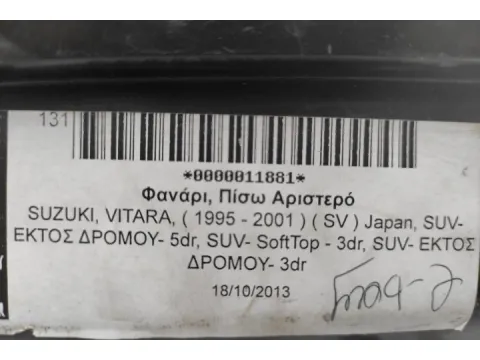 131
*0000011881*
Φανάρι, Πίσω Αριστερό
SUZUKI, VITARA, ( 1995 - 2001 ) ( SV ) Japan, SUV-
ΕΚΤΟΣ ΔΡΟΜΟΥ- 5dr, SUV- SoftTop - 3dr, SUV- ΕΚΤΟΣ
ΔΡΟΜΟΥ- 3dr
18/10/2013